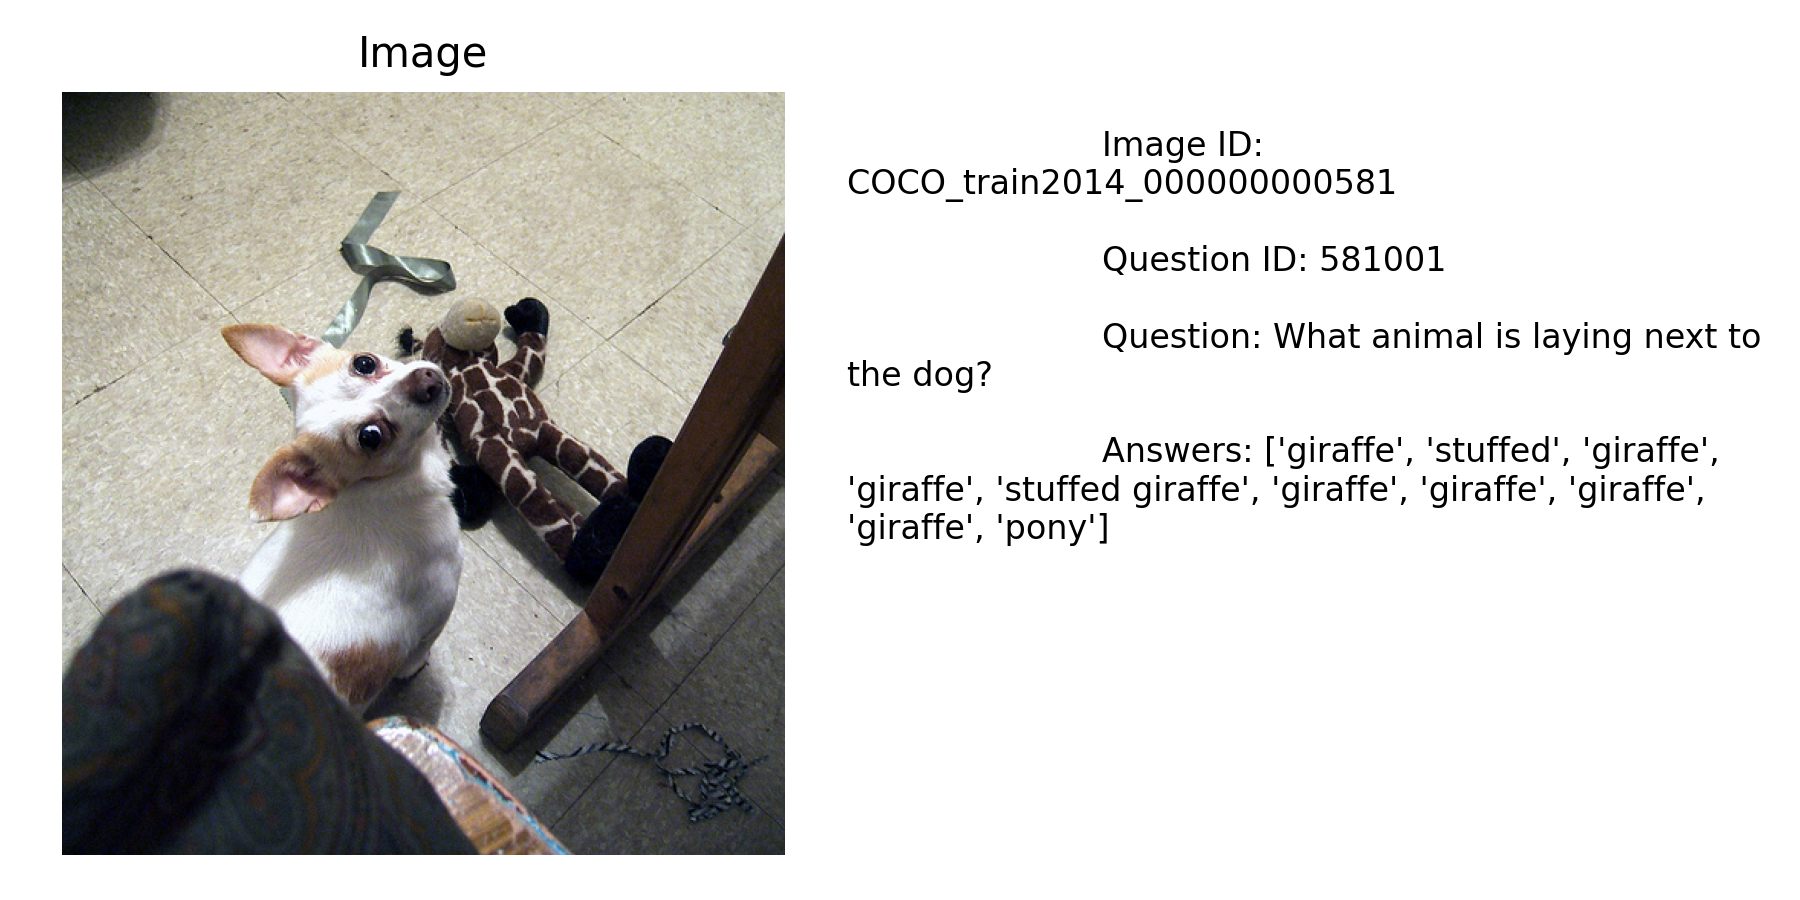 Image
Image ID:
COCO_train2014_000000000581
Question ID: 581001
Question: What animal is laying next to
the dog?
Answers: ['giraffe', 'stuffed', 'giraffe',
'giraffe', 'stuffed giraffe', 'giraffe', 'giraffe', 'giraffe',
'giraffe', 'pony']